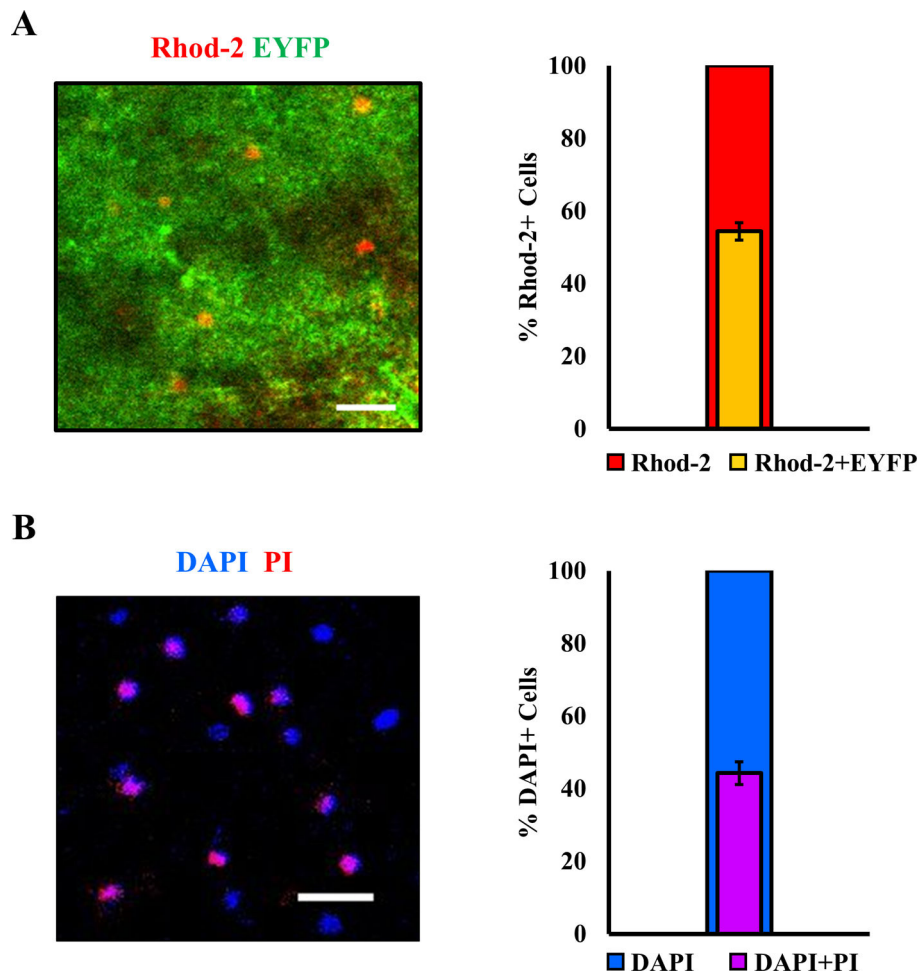 A
Rhod-2 EYFP
% Rhod-2+ Cells
100
80
60
40
20
0
Rhod-2 Rhod-2+EYFP
B
DAPI PI
% DAPI+ Cells
100
80
60
40
20
0
DAPI DAPI+PI